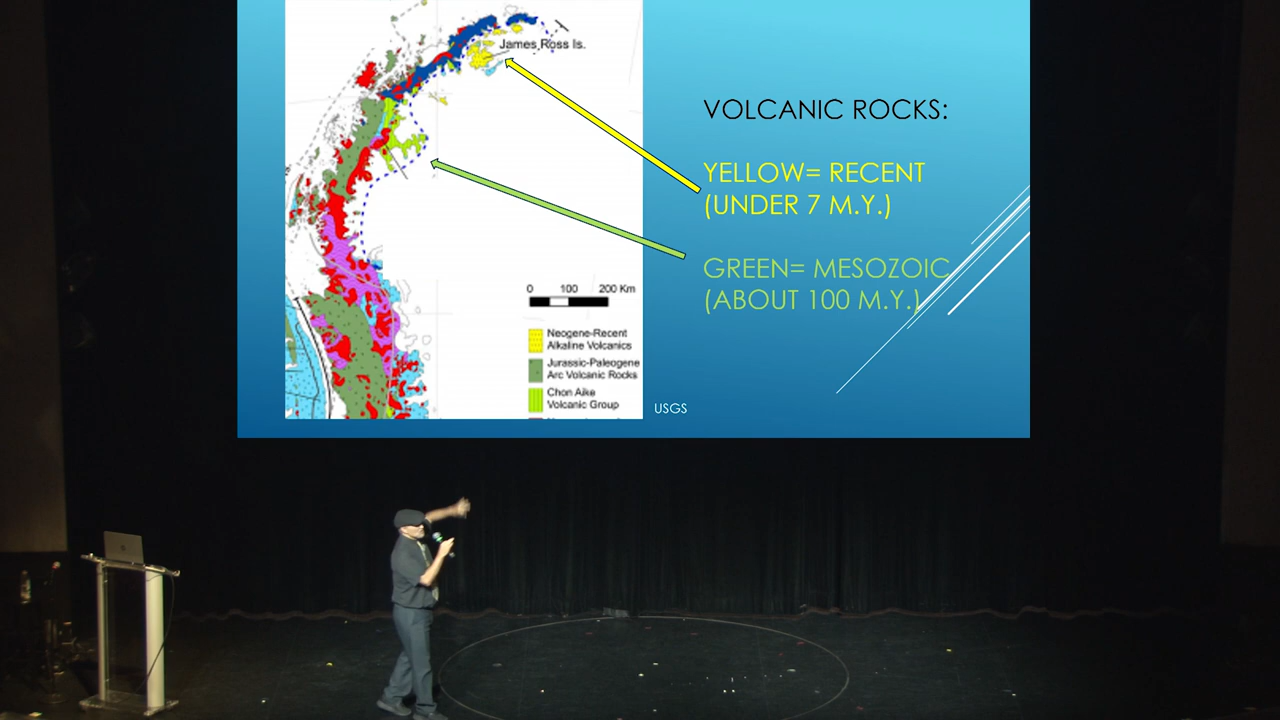 James Ross Is.
0 100 200 Km
Neogene-Recent
Alkaline Volcanics
Jurassic-Paleogene
Arc Volcanic Rocks
Chon Aike
Volcanic Group
VOLCANIC ROCKS:
YELLOW= RECENT
(UNDER 7 M.Y.)
GREEN= MESOZOIC
(ABOUT 100 M.Y.)
USGS